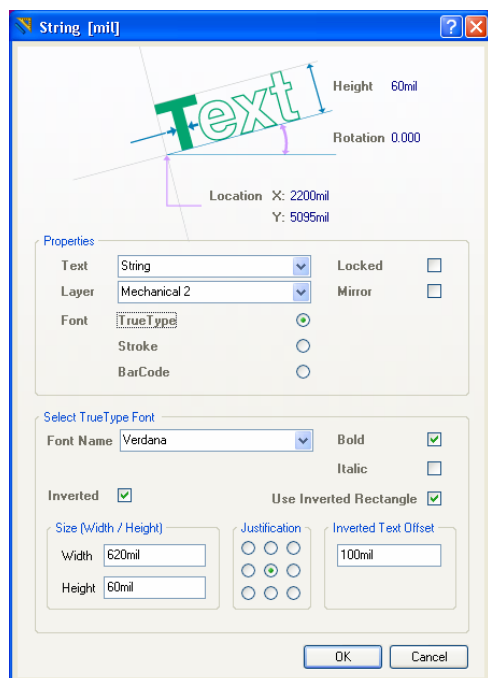 String [mil]
Text
Height 60mil
Rotation 0.000
Location X: 2200mil
Y: 5095mil
Properties
Text String Locked
Layer Mechanical 2 Mirror
Font TrueType
Stroke
BarCode
Select TrueType Font
Font Name Verdana Bold
Italic
Inverted Use Inverted Rectangle
Size (Width / Height) Justification Inverted Text Offset
Width 620mil 100mil
Height 60mil
OK Cancel